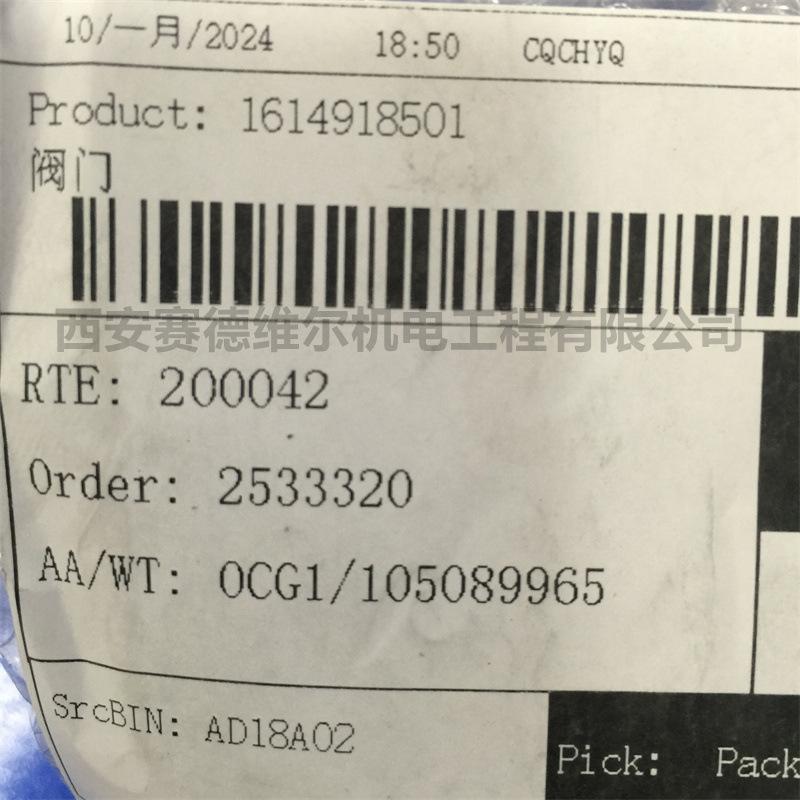 10/一月/2024 18:50 CQCHYQ
Product: 1614918501
阀门
西安赛德维尔机电工程有限公司
RTE: 200042
Order: 2533320
AA/WT: OCG1/105089965
SrcBIN: AD18A02
Pick: Pack